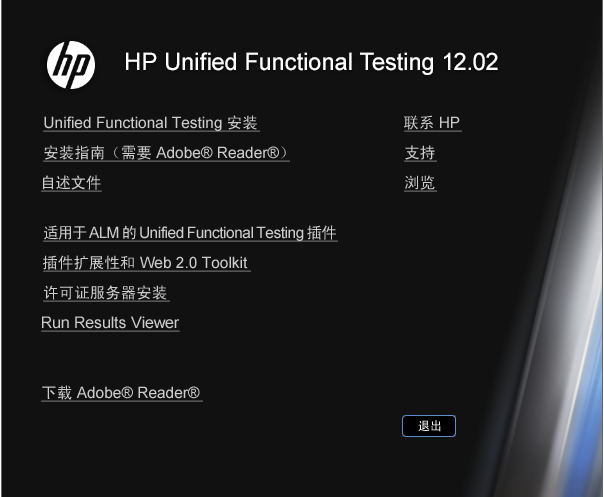 hp
HP Unified Functional Testing 12.02
Unified Functional Testing 安装
联系 HP
安装指南（需要 Adobe® Reader®）
支持
自述文件
浏览
适用于 ALM 的 Unified Functional Testing 插件
插件扩展性和 Web 2.0 Toolkit
许可证服务器安装
Run Results Viewer
下载 Adobe® Reader®
退出